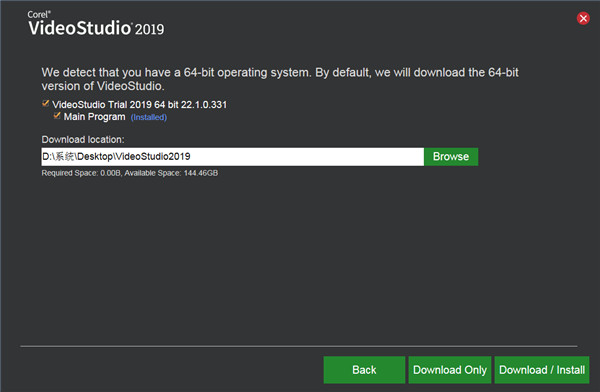 Corel®
VideoStudio® 2019
We detect that you have a 64-bit operating system. By default, we will download the 64-bit
version of VideoStudio.
VideoStudio Trial 2019 64 bit 22.1.0.331
Main Program (Installed)
Download location:
D:\系统\Desktop\VideoStudio2019
Browse
Required Space: 0.00B, Available Space: 144.46GB
Back
Download Only
Download / Install